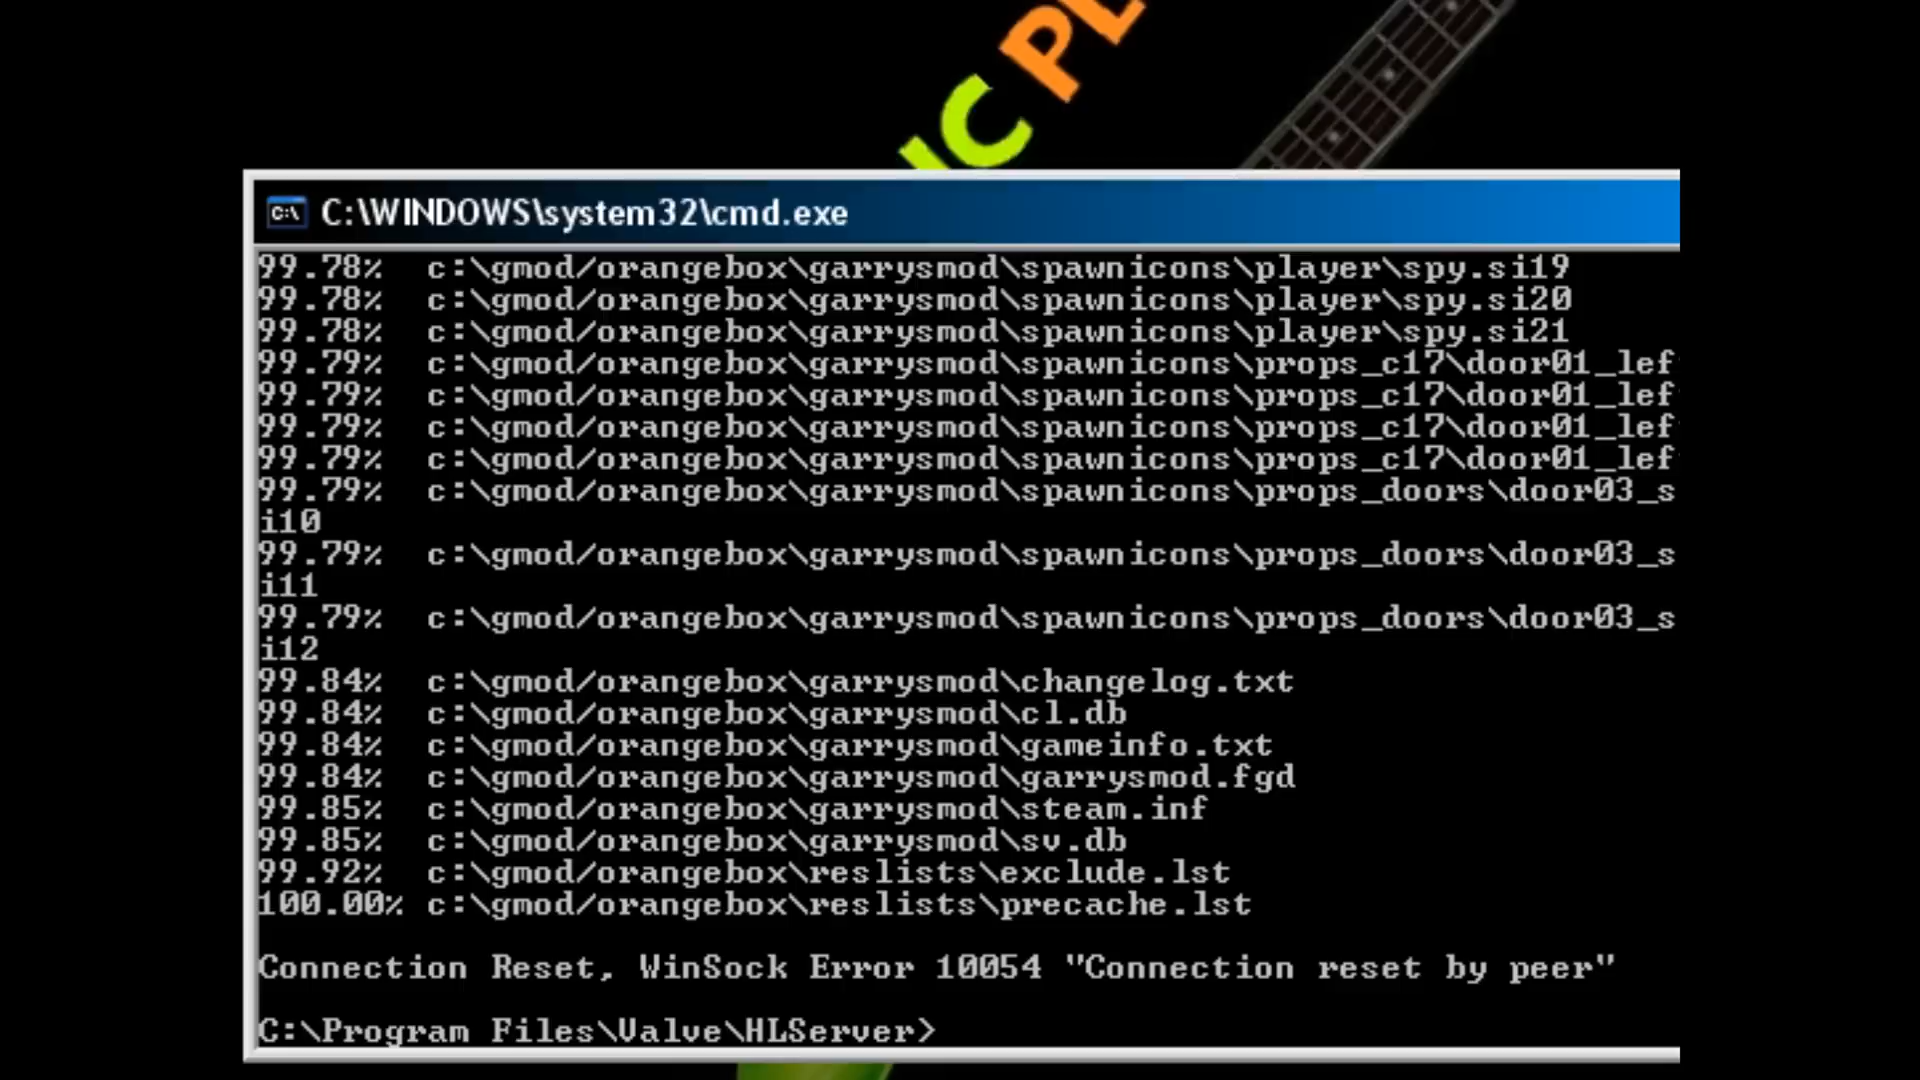 IC PL
C:\WINDOWS\system32\cmd.exe
99.78%  c:\gmod/orangebox\garrysmod\spawnicons\player\spy.si19
99.78%  c:\gmod/orangebox\garrysmod\spawnicons\player\spy.si20
99.78%  c:\gmod/orangebox\garrysmod\spawnicons\player\spy.si21
99.79%  c:\gmod/orangebox\garrysmod\spawnicons\props_c17\door01_lef
99.79%  c:\gmod/orangebox\garrysmod\spawnicons\props_c17\door01_lef
99.79%  c:\gmod/orangebox\garrysmod\spawnicons\props_c17\door01_lef
99.79%  c:\gmod/orangebox\garrysmod\spawnicons\props_c17\door01_lef
99.79%  c:\gmod/orangebox\garrysmod\spawnicons\props_doors\door03_s
i10
99.79%  c:\gmod/orangebox\garrysmod\spawnicons\props_doors\door03_s
i11
99.79%  c:\gmod/orangebox\garrysmod\spawnicons\props_doors\door03_s
i12
99.84%  c:\gmod/orangebox\garrysmod\changelog.txt
99.84%  c:\gmod/orangebox\garrysmod\cl.db
99.84%  c:\gmod/orangebox\garrysmod\gameinfo.txt
99.84%  c:\gmod/orangebox\garrysmod\garrysmod.fgd
99.85%  c:\gmod/orangebox\garrysmod\steam.inf
99.85%  c:\gmod/orangebox\garrysmod\sv.db
99.92%  c:\gmod/orangebox\reslists\exclude.lst
100.00% c:\gmod/orangebox\reslists\precache.lst
Connection Reset, WinSock Error 10054 "Connection reset by peer"
C:\Program Files\Valve\HLServer>